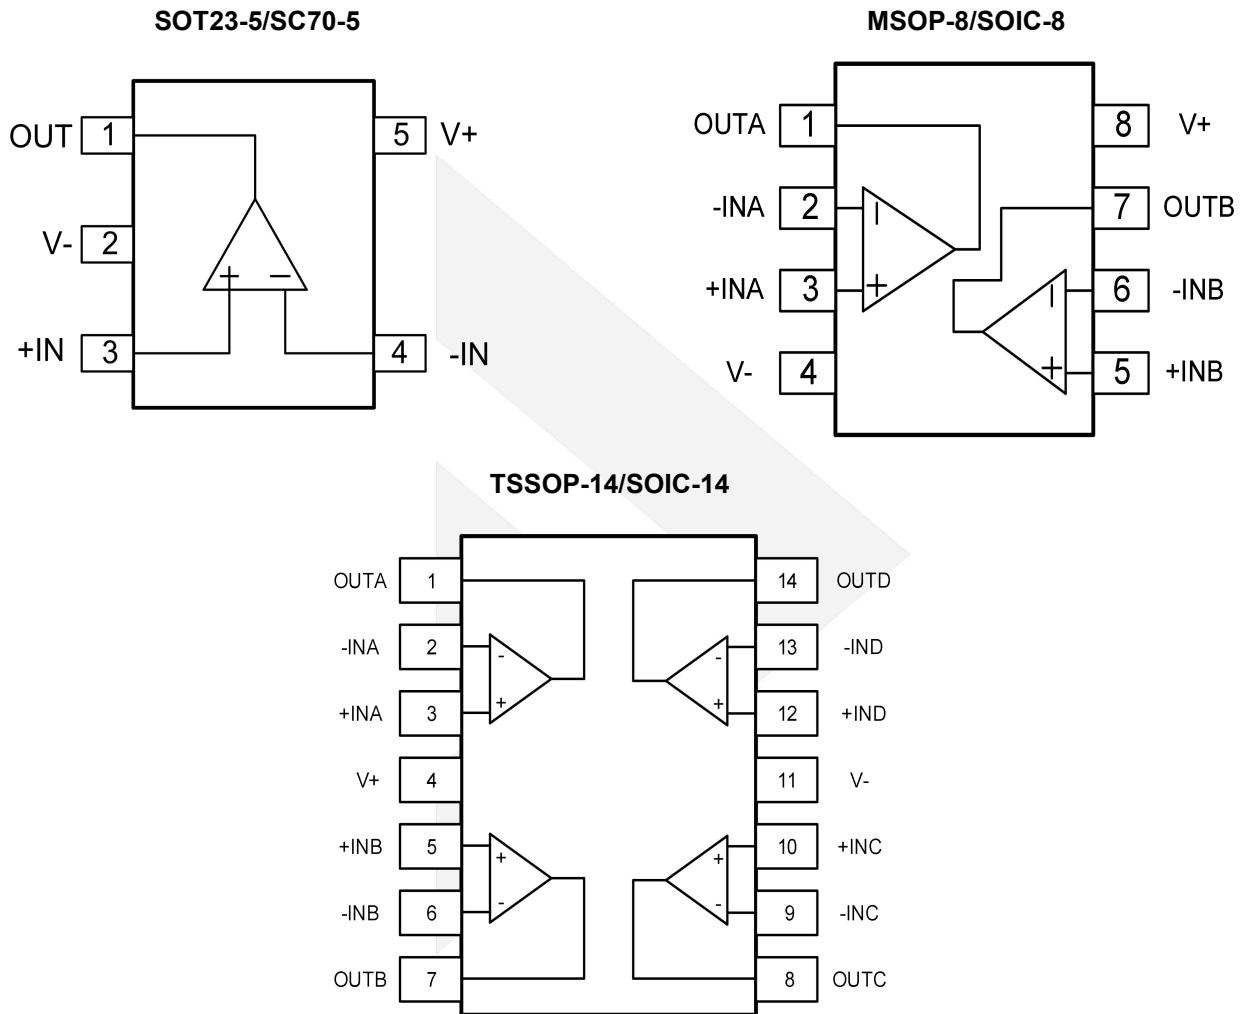 SOT23-5/SC70-5
OUT 1 5 V+
V- 2
+ −
+IN 3 4 -IN
MSOP-8/SOIC-8
OUTA 1 8 V+
-INA 2 − 7 OUTB
+INA 3 + − 6 -INB
V- 4 + 5 +INB
TSSOP-14/SOIC-14
OUTA 1 14 OUTD
-INA 2 - - 13 -IND
+INA 3 + + 12 +IND
V+ 4 11 V-
+INB 5 + + 10 +INC
-INB 6 - - 9 -INC
OUTB 7 8 OUTC